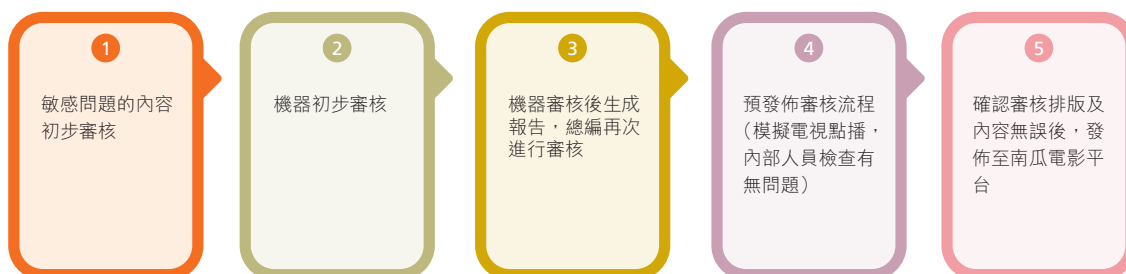 1
敏感問題的內容
初步審核
2
機器初步審核
3
機器審核後生成
報告，總編再次
進行審核
4
預發佈審核流程
（模擬電視點播，
內部人員檢查有
無問題）
5
確認審核排版及
內容無誤後，發
佈至南瓜電影平
台